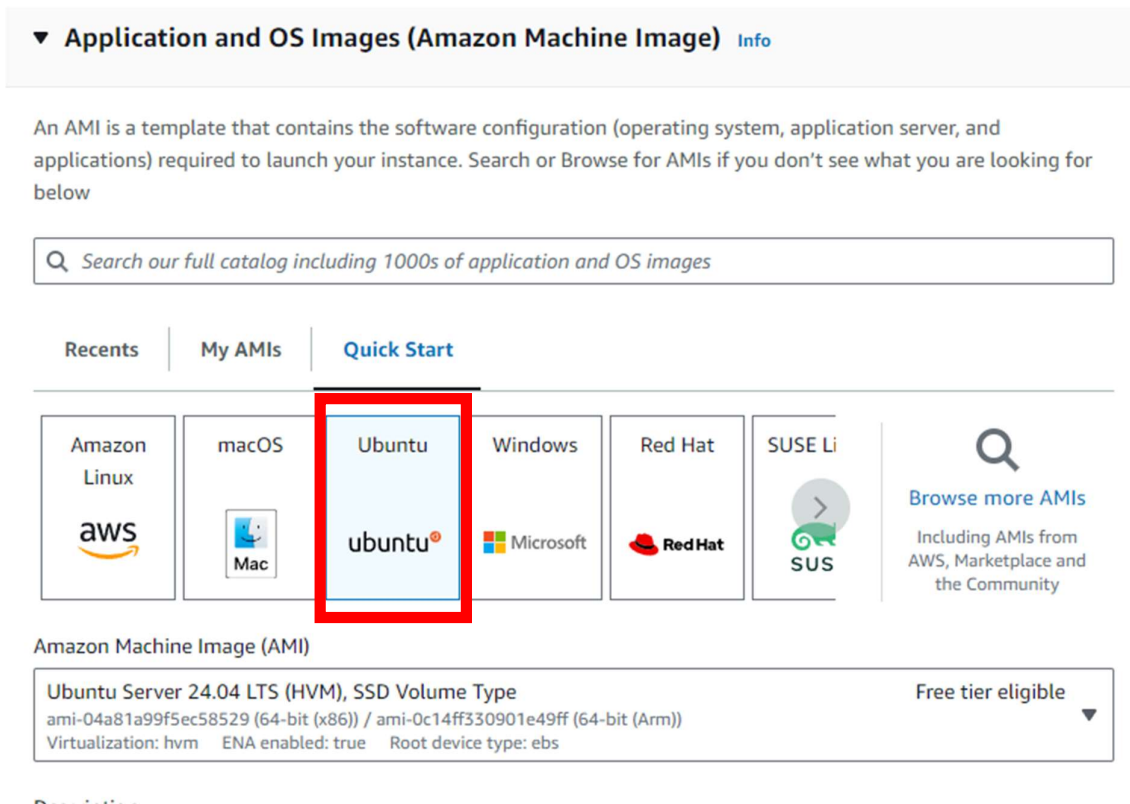 ▼ Application and OS Images (Amazon Machine Image) Info
An AMI is a template that contains the software configuration (operating system, application server, and
applications) required to launch your instance. Search or Browse for AMIs if you don't see what you are looking for
below
Search our full catalog including 1000s of application and OS images
Recents
My AMIs
Quick Start
Amazon
Linux
aws
macOS
Mac
Ubuntu
ubuntu
Windows
Microsoft
Red Hat
RedHat
SUSE Li
SUS
Browse more AMIs
Including AMIs from
AWS, Marketplace and
the Community
Amazon Machine Image (AMI)
Ubuntu Server 24.04 LTS (HVM), SSD Volume Type
Free tier eligible
ami-04a81a99f5ec58529 (64-bit (x86)) / ami-0c14ff330901e49ff (64-bit (Arm))
Virtualization: hvm ENA enabled: true Root device type: ebs